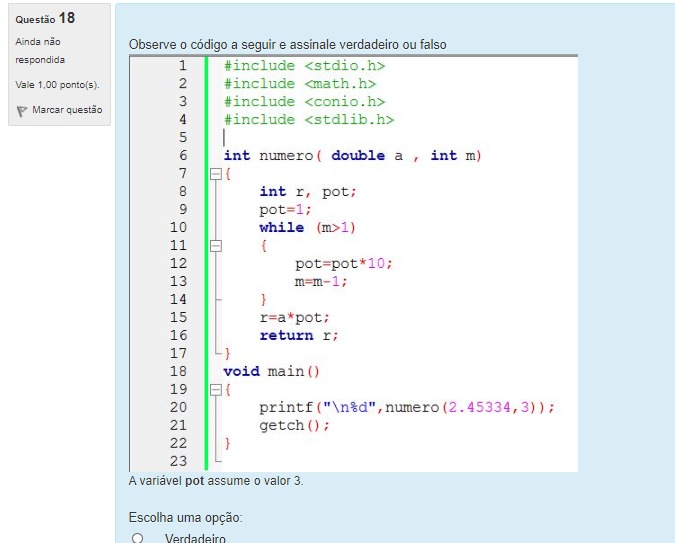 Questão 18
Ainda não
respondida
Vale 1,00 ponto(s).
Marcar questão
Observe o código a seguir e assinale verdadeiro ou falso
1 #include <stdio.h>
2 #include <math.h>
3 #include <conio.h>
4 #include <stdlib.h>
5
6 int numero( double a , int m)
7 {
8 int r, pot;
9 pot=1;
10 while (m>1)
11 {
12 pot=pot*10;
13 m=m-1;
14 }
15 r=a*pot;
16 return r;
17 }
18 void main()
19 {
20 printf("\n%d",numero(2.45334,3));
21 getch();
22 }
23
A variável pot assume o valor 3.
Escolha uma opção:
Verdadeiro